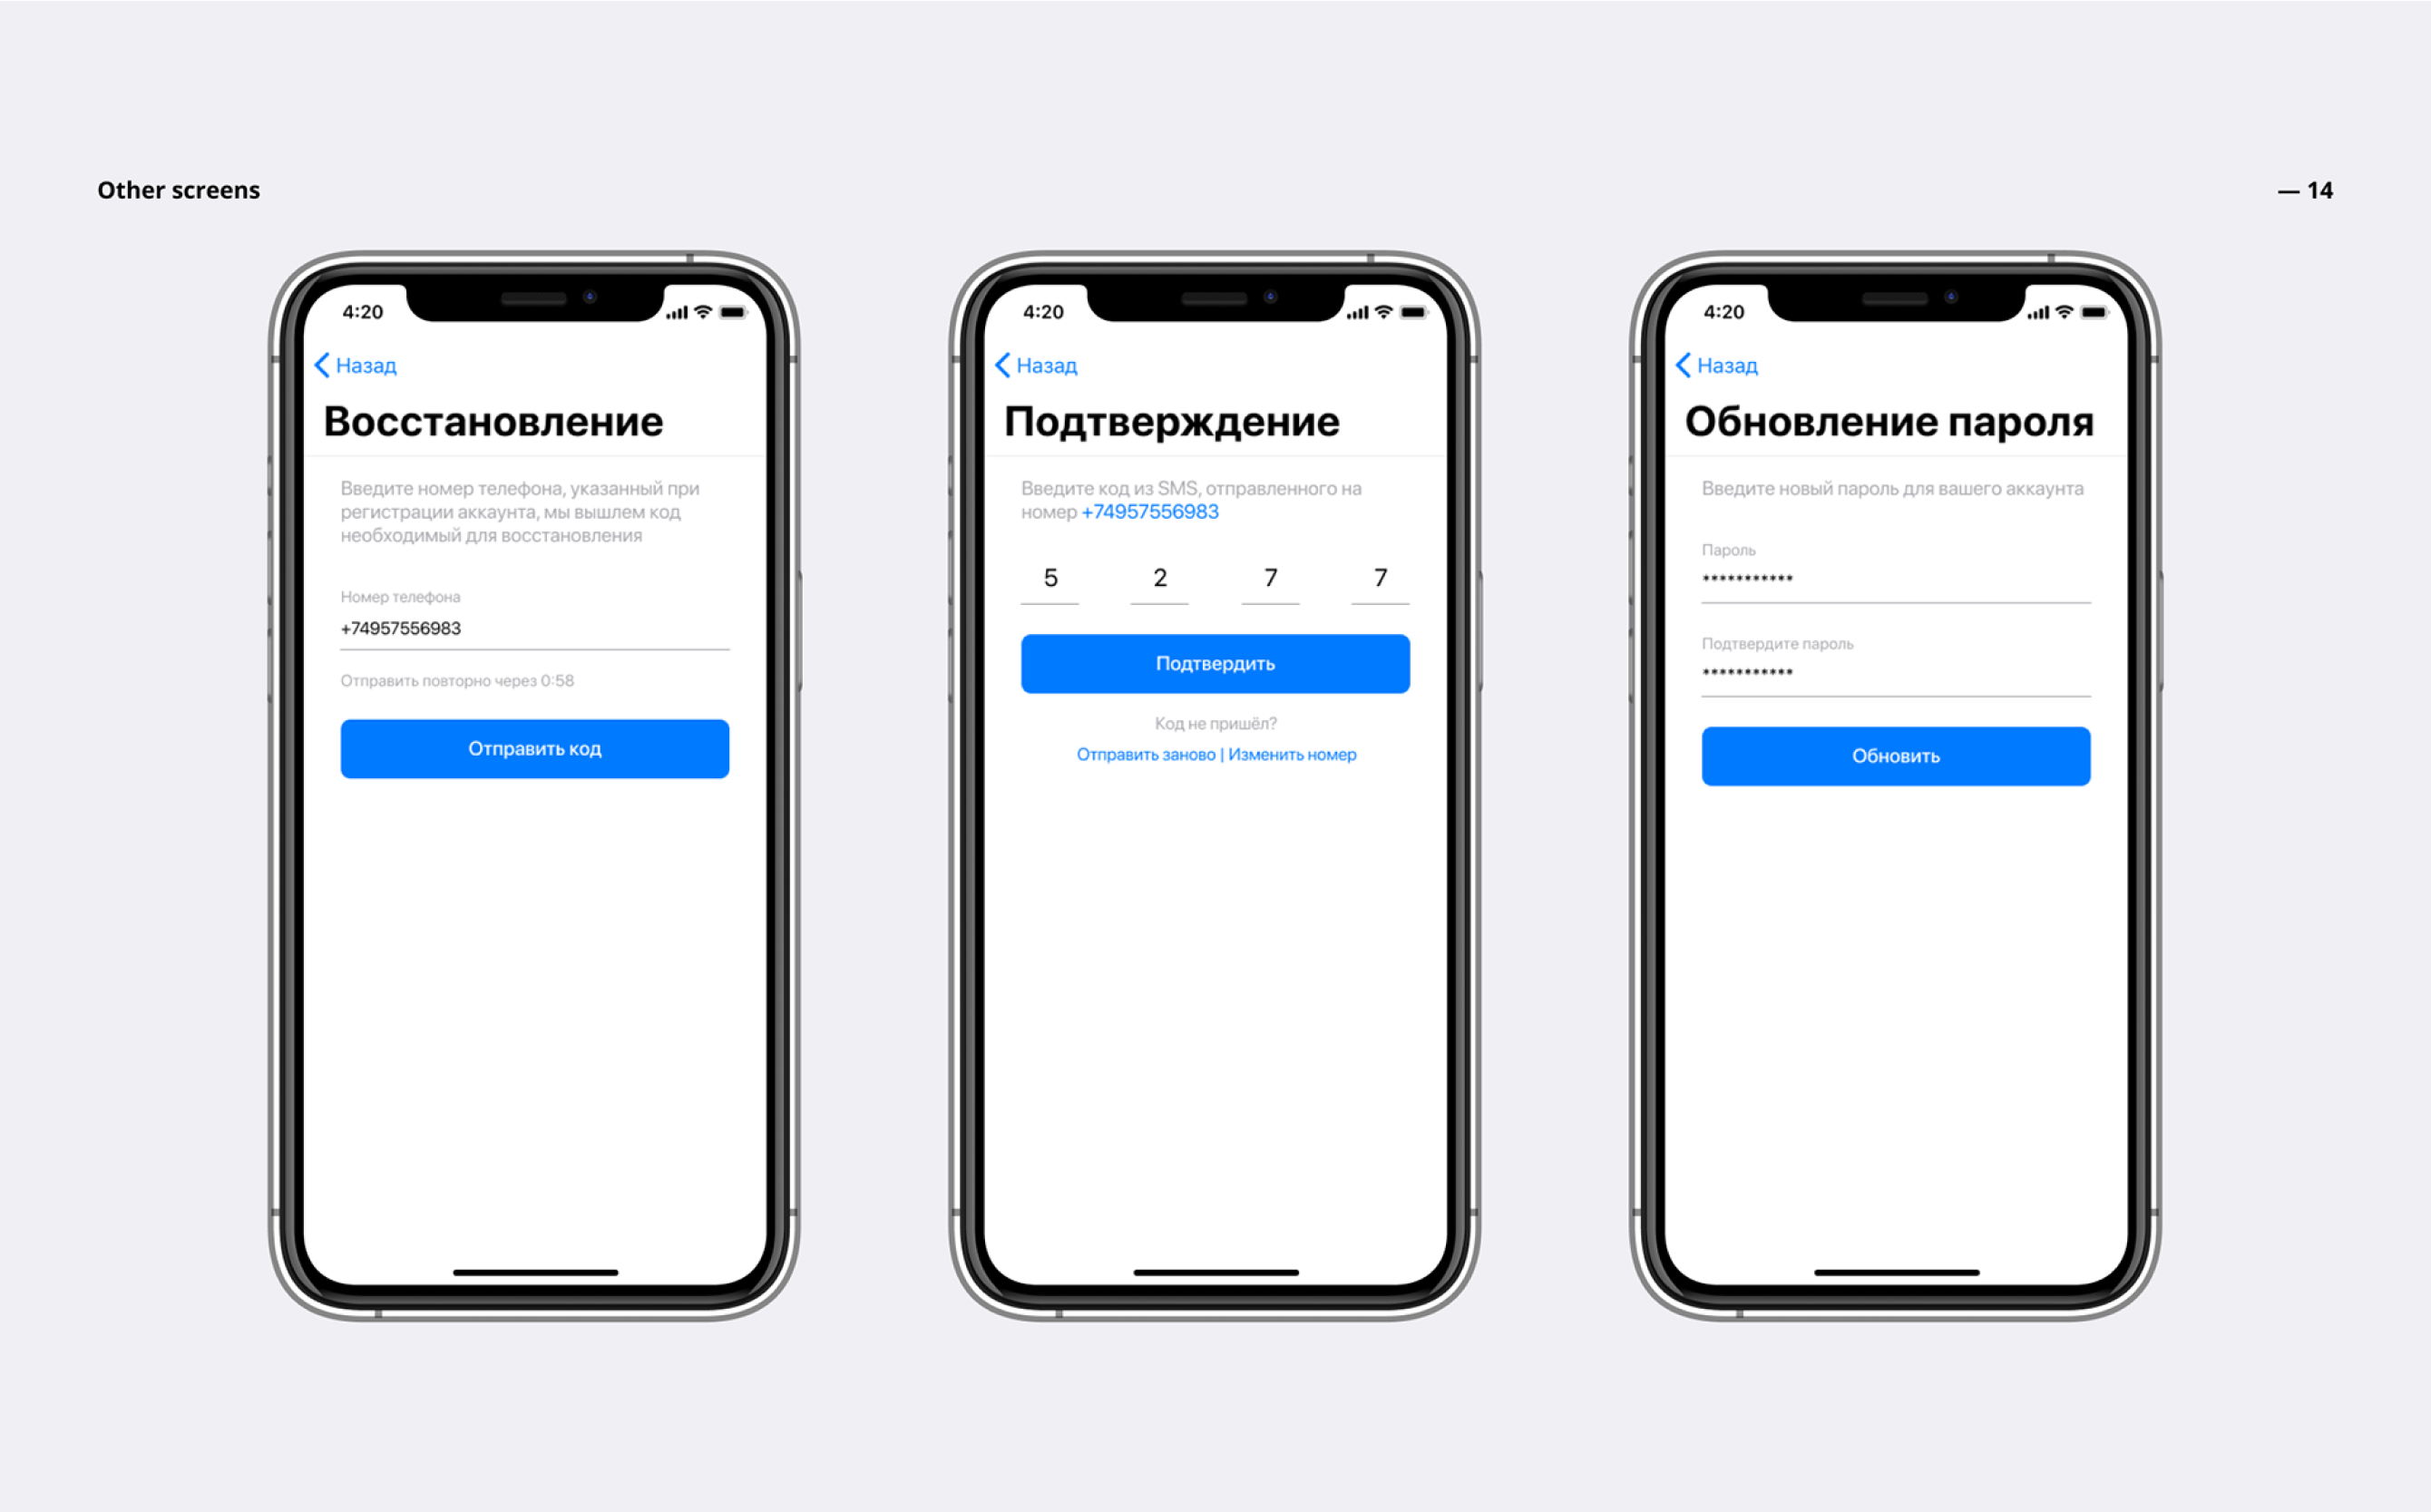 Other screens
— 14
4:20
Назад
Восстановление
Введите номер телефона, указанный при
регистрации аккаунта, мы вышлем код
необходимый для восстановления
Номер телефона
+74957556983
Отправить повторно через 0:58
Отправить код
4:20
Назад
Подтверждение
Введите код из SMS, отправленного на
номер +74957556983
5 2 7 7
Подтвердить
Код не пришёл?
Отправить заново | Изменить номер
4:20
Назад
Обновление пароля
Введите новый пароль для вашего аккаунта
Пароль
***********
Подтвердите пароль
***********
Обновить